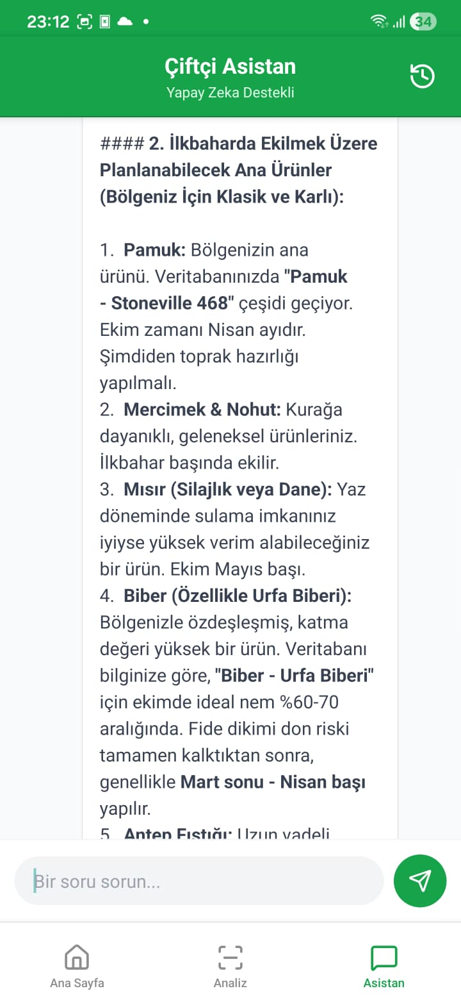 23:12
34
Çiftçi Asistan
Yapay Zeka Destekli
#### 2. İlkbaharda Ekilmek Üzere
Planlanabilecek Ana Ürünler
(Bölgeniz İçin Klasik ve Karlı):
1. Pamuk: Bölgenizin ana
ürünü. Veritabanınızda "Pamuk
- Stoneville 468" çeşidi geçiyor.
Ekim zamanı Nisan ayıdır.
Şimdiden toprak hazırlığı
yapılmalı.
2. Mercimek & Nohut: Kurağa
dayanıklı, geleneksel ürünleriniz.
İlkbahar başında ekilir.
3. Mısır (Silajlık veya Dane): Yaz
döneminde sulama imkanınız
iyiyse yüksek verim alabileceğiniz
bir ürün. Ekim Mayıs başı.
4. Biber (Özellikle Urfa Biberi):
Bölgenizle özdeşleşmiş, katma
değeri yüksek bir ürün. Veritabanı
bilginize göre, "Biber - Urfa Biberi"
için ekimde ideal nem %60-70
aralığında. Fide dikimi don riski
tamamen kalktıktan sonra,
genellikle Mart sonu - Nisan başı
yapılır.
5. Antep Fıstığı: Uzun vadeli
Bir soru sorun...
Ana Sayfa
Analiz
Asistan